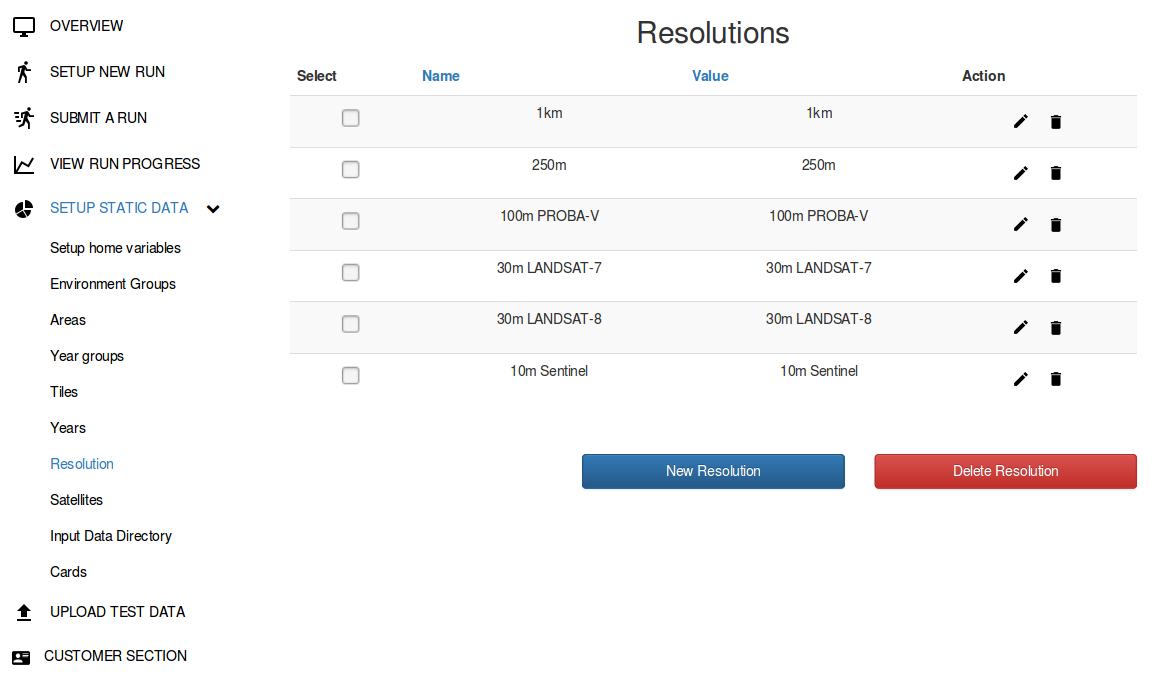 OVERVIEW
SETUP NEW RUN
SUBMIT A RUN
VIEW RUN PROGRESS
SETUP STATIC DATA
Setup home variables
Environment Groups
Areas
Year groups
Tiles
Years
Resolution
Satellites
Input Data Directory
Cards
UPLOAD TEST DATA
CUSTOMER SECTION
Resolutions
Select Name Value Action
1km 1km
250m 250m
100m PROBA-V 100m PROBA-V
30m LANDSAT-7 30m LANDSAT-7
30m LANDSAT-8 30m LANDSAT-8
10m Sentinel 10m Sentinel
New Resolution Delete Resolution